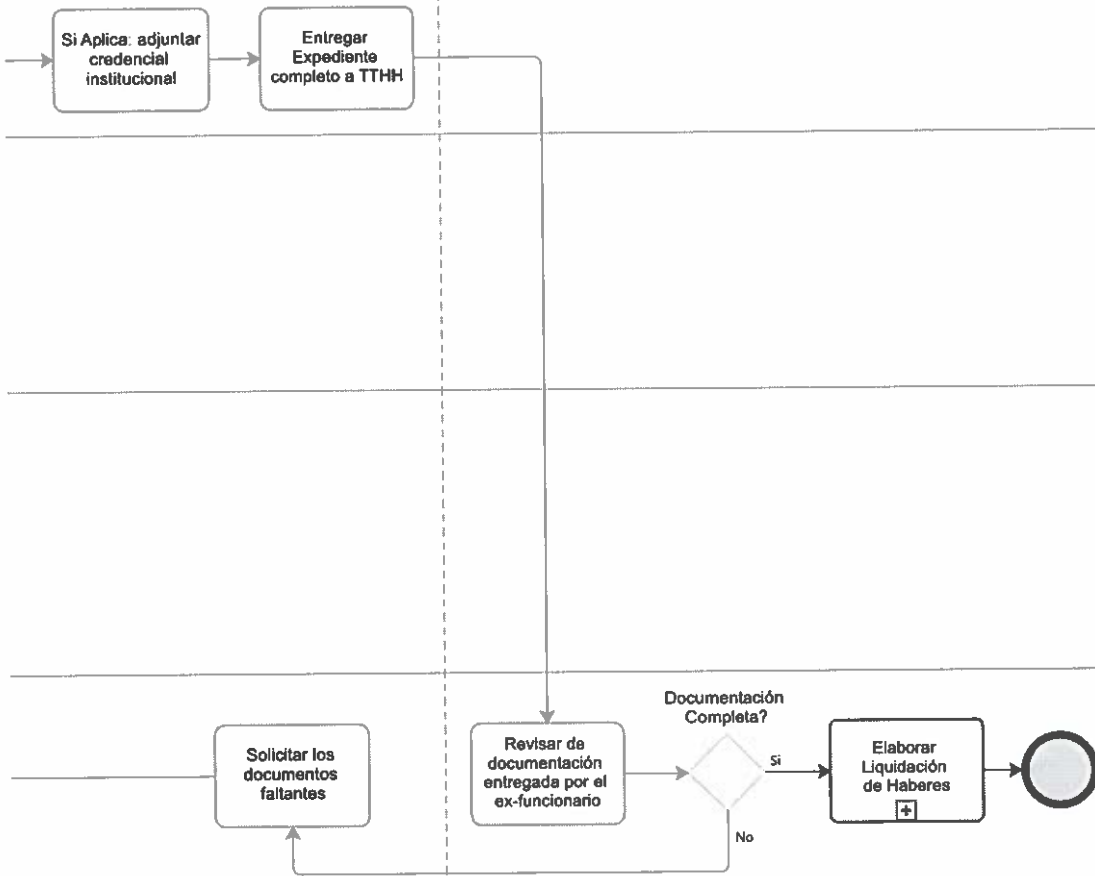 Si Aplica: adjuntar
credencial
institucional
Entregar
Expediente
completo a TTHH
Solicitar los
documentos
faltantes
Revisar de
documentación
entregada por el
ex-funcionario
Documentación
Completa?
Si
No
Elaborar
Liquidación
de Haberes